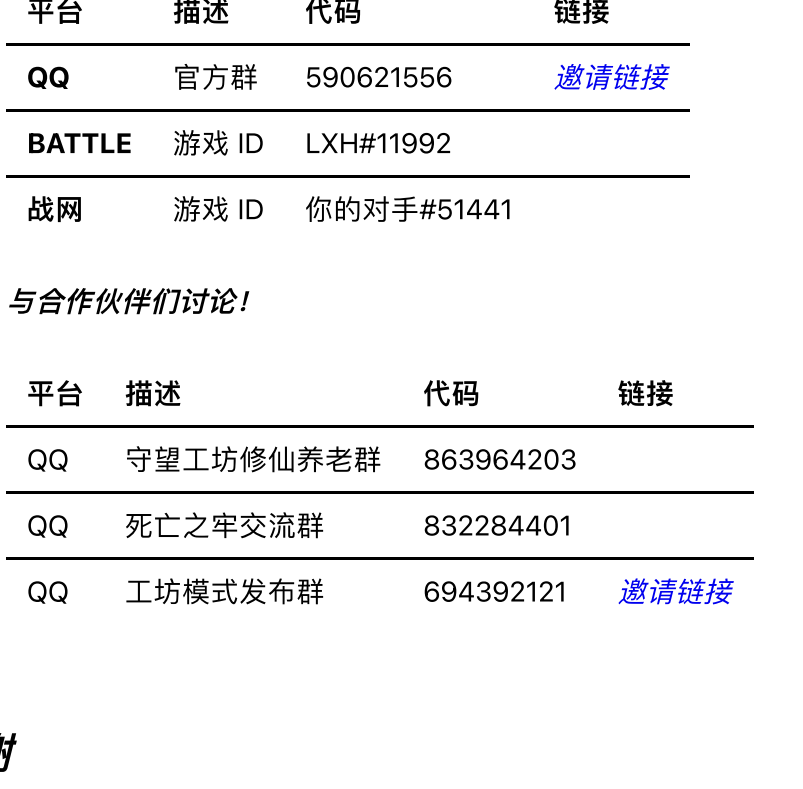 平台 描述 代码 链接
QQ 官方群 590621556 邀请链接
BATTLE 游戏 ID LXH#11992
战网 游戏 ID 你的对手#51441
与合作伙伴们讨论！
平台 描述 代码 链接
QQ 守望工坊修仙养老群 863964203
QQ 死亡之牢交流群 832284401
QQ 工坊模式发布群 694392121 邀请链接